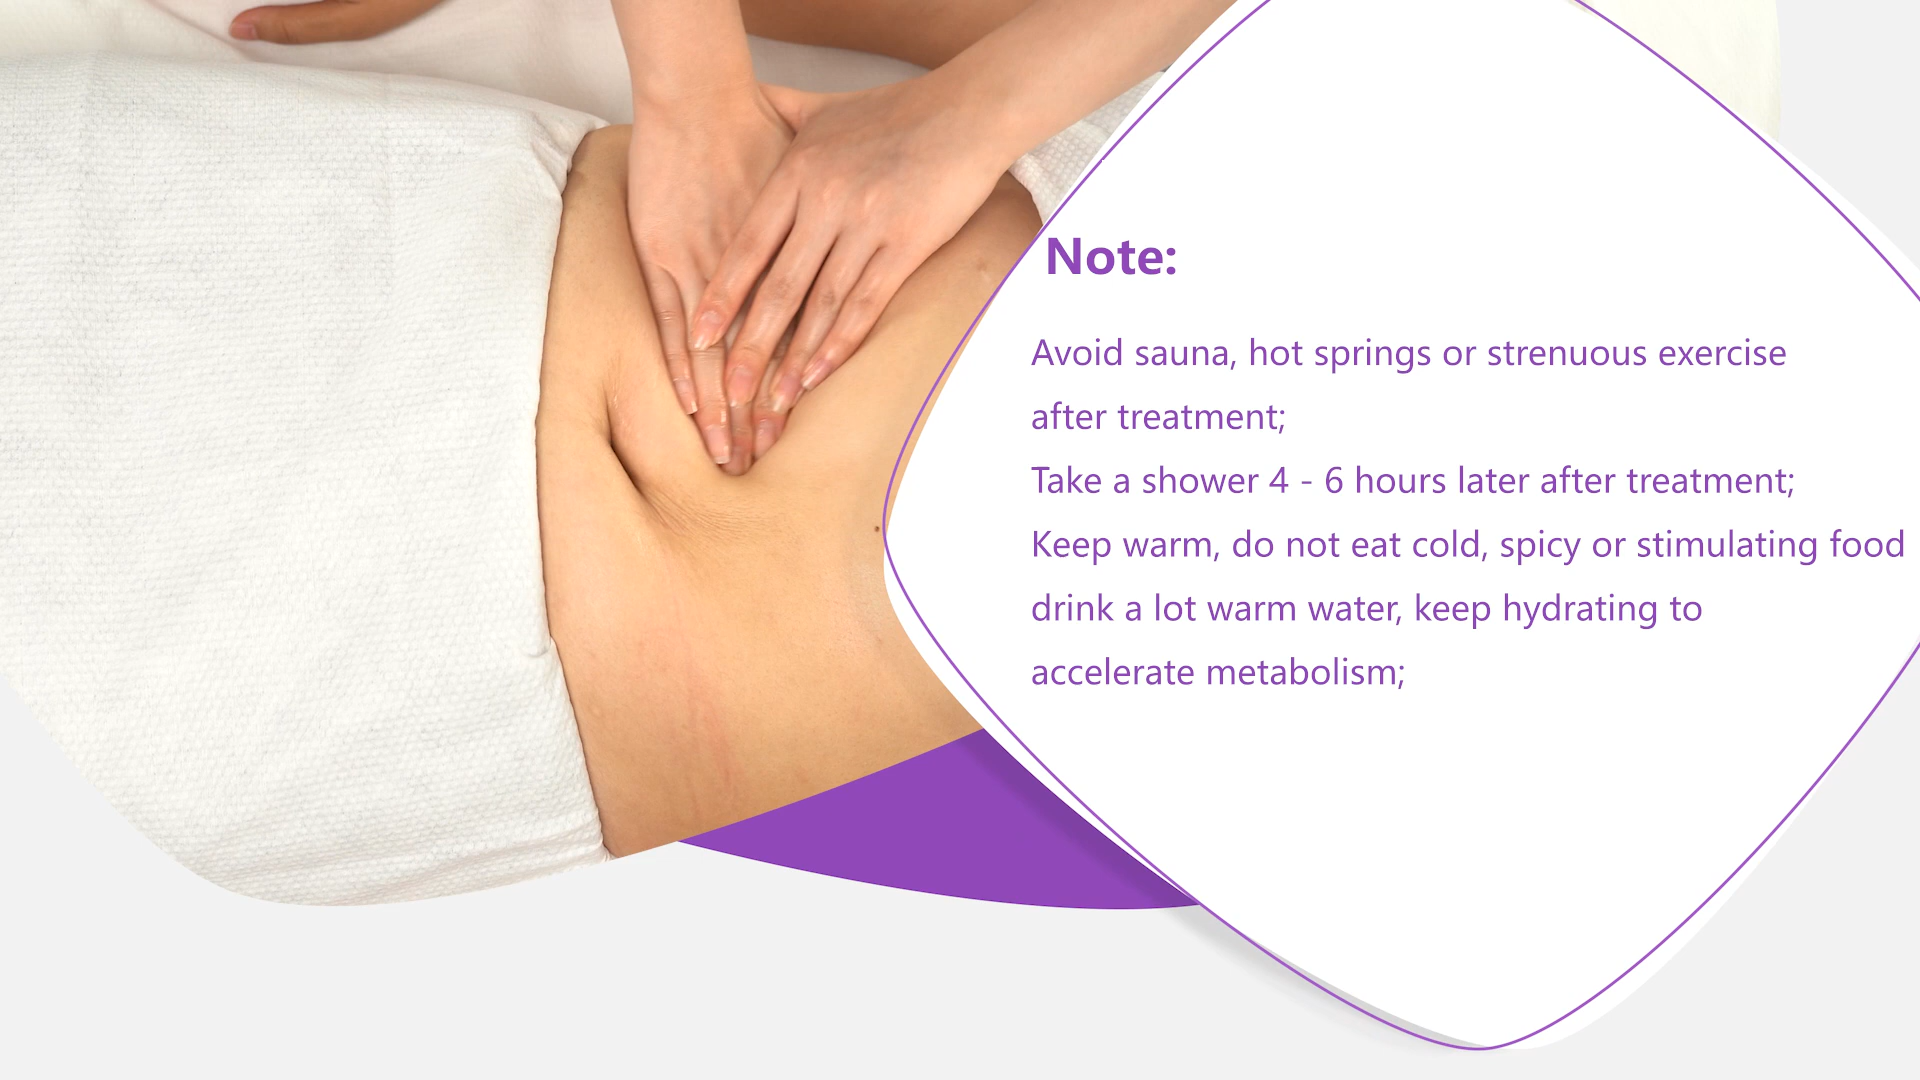 Note:
Avoid sauna, hot springs or strenuous exercise
after treatment;
Take a shower 4 - 6 hours later after treatment;
Keep warm, do not eat cold, spicy or stimulating food
drink a lot warm water, keep hydrating to
accelerate metabolism;